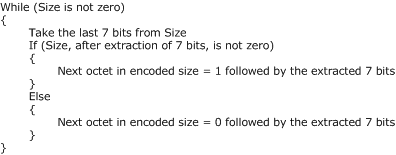 While (Size is not zero)
{
Take the last 7 bits from Size
If (Size, after extraction of 7 bits, is not zero)
{
Next octet in encoded size = 1 followed by the extracted 7 bits
}
Else
{
Next octet in encoded size = 0 followed by the extracted 7 bits
}
}